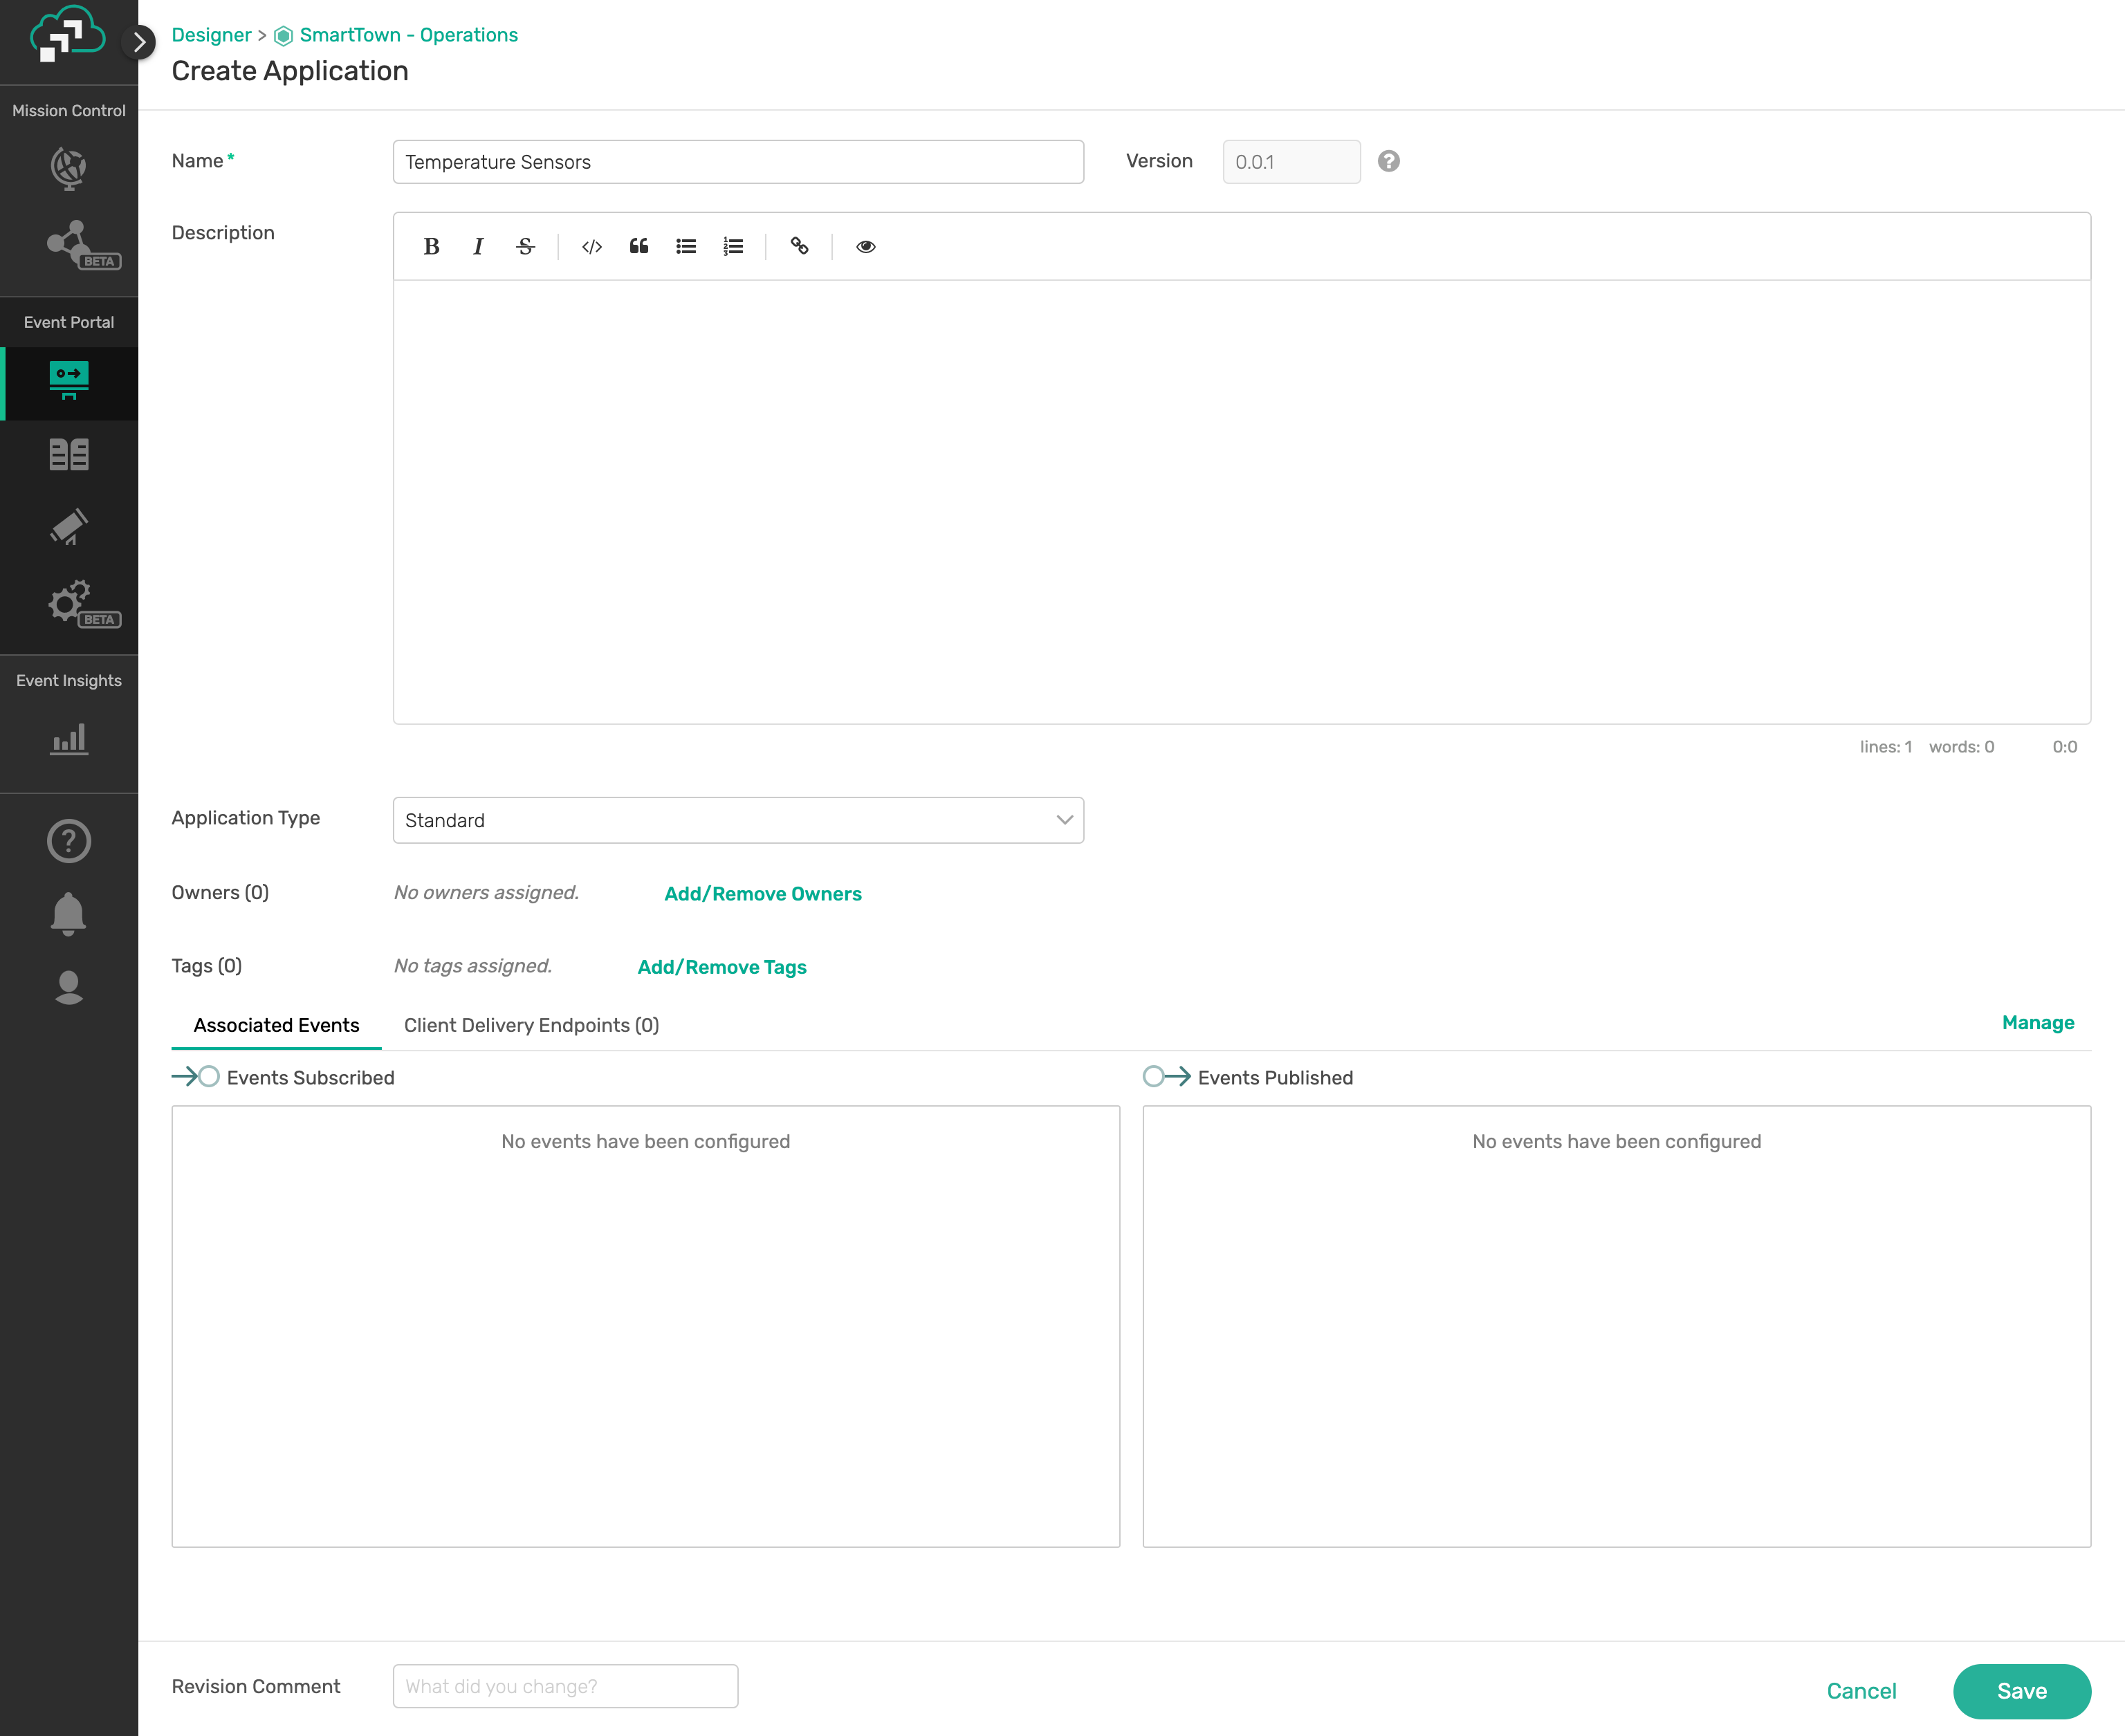 Designer > SmartTown - Operations
Create Application
Mission Control
BETA
Event Portal
BETA
Event Insights
?
Name *
Temperature Sensors
Version
0.0.1
?
Description
B I S </> “ 
lines: 1 words: 0 0:0
Application Type
Standard
Owners (0)
No owners assigned.
Add/Remove Owners
Tags (0)
No tags assigned.
Add/Remove Tags
Associated Events
Client Delivery Endpoints (0)
Manage
Events Subscribed
Events Published
No events have been configured
No events have been configured
Revision Comment
What did you change?
Cancel
Save